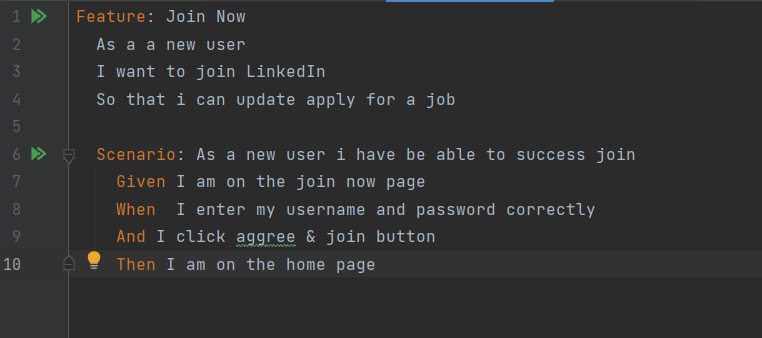 1 Feature: Join Now
2 As a a new user
3 I want to join LinkedIn
4 So that i can update apply for a job
5
6 Scenario: As a new user i have be able to success join
7 Given I am on the join now page
8 When  I enter my username and password correctly
9 And I click aggree & join button
10 Then I am on the home page